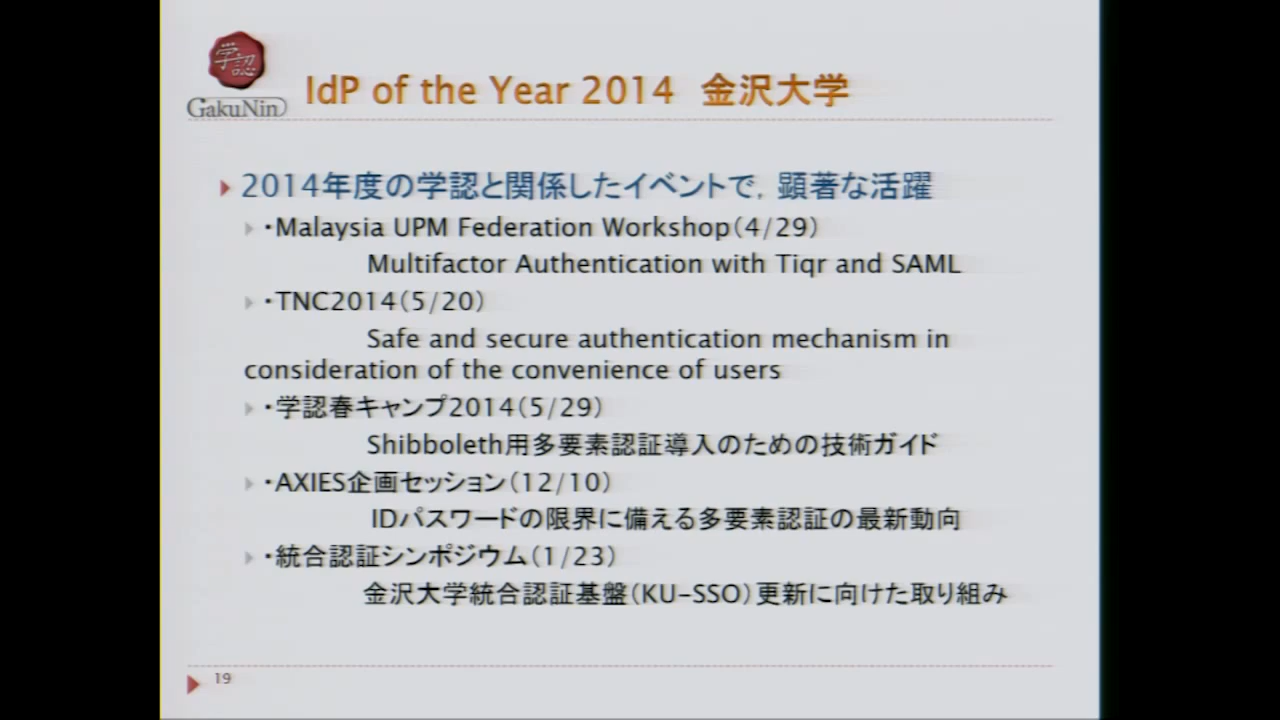 学認
GakuNin
IdP of the Year 2014 金沢大学
2014年度の学認と関係したイベントで，顕著な活躍
・Malaysia UPM Federation Workshop（4/29）
Multifactor Authentication with Tiqr and SAML
・TNC2014（5/20）
Safe and secure authentication mechanism in
consideration of the convenience of users
・学認春キャンプ2014（5/29）
Shibboleth用多要素認証導入のための技術ガイド
・AXIES企画セッション（12/10）
IDパスワードの限界に備える多要素認証の最新動向
・統合認証シンポジウム（1/23）
金沢大学統合認証基盤（KU-SSO）更新に向けた取り組み
19